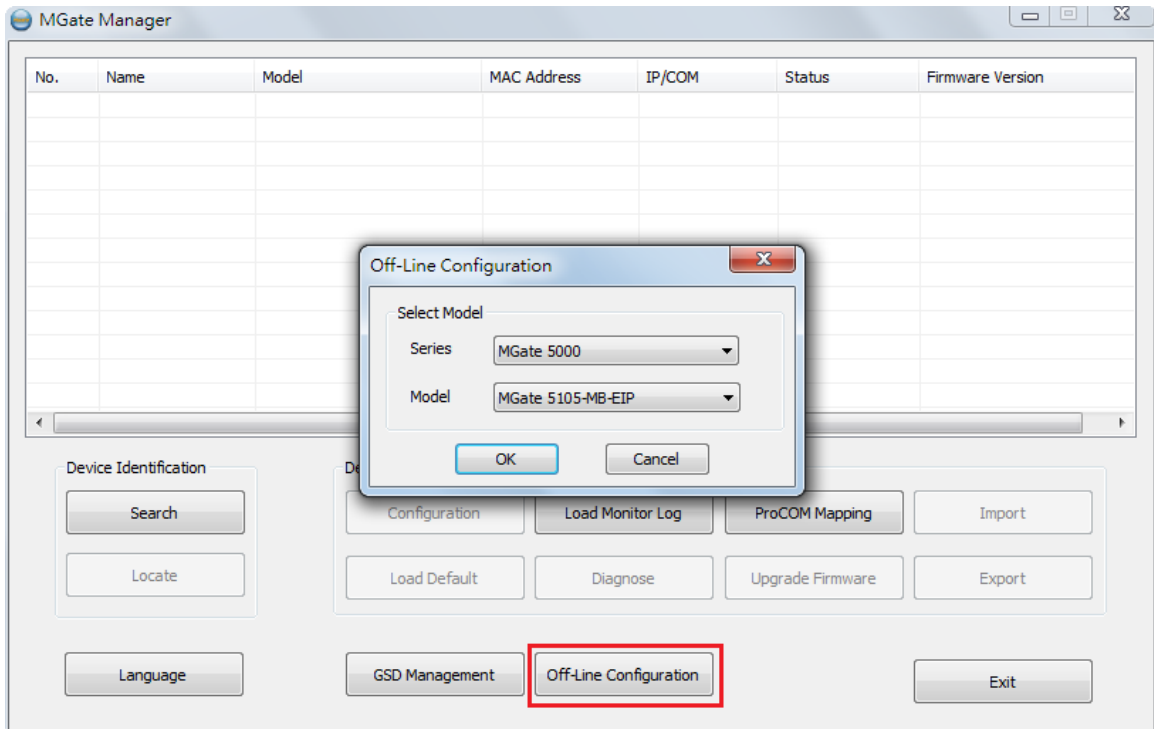 MGate Manager
No. Name Model MAC Address IP/COM Status Firmware Version
Off-Line Configuration
Select Model
Series MGate 5000
Model MGate 5105-MB-EIP
OK Cancel
Device Identification De
Search Configuration Load Monitor Log ProCOM Mapping Import
Locate Load Default Diagnose Upgrade Firmware Export
Language GSD Management Off-Line Configuration Exit